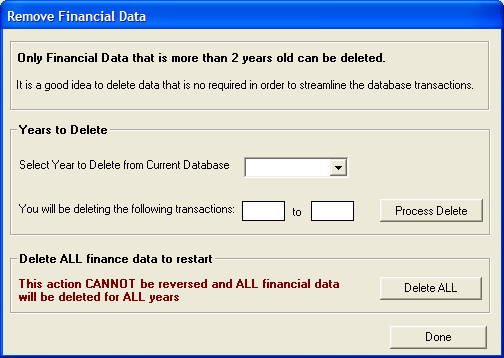 Remove Financial Data
Only Financial Data that is more than 2 years old can be deleted.
It is a good idea to delete data that is no required in order to streamline the database transactions.
Years to Delete
Select Year to Delete from Current Database
You will be deleting the following transactions: to
Process Delete
Delete ALL finance data to restart
This action CANNOT be reversed and ALL financial data
will be deleted for ALL years
Delete ALL
Done